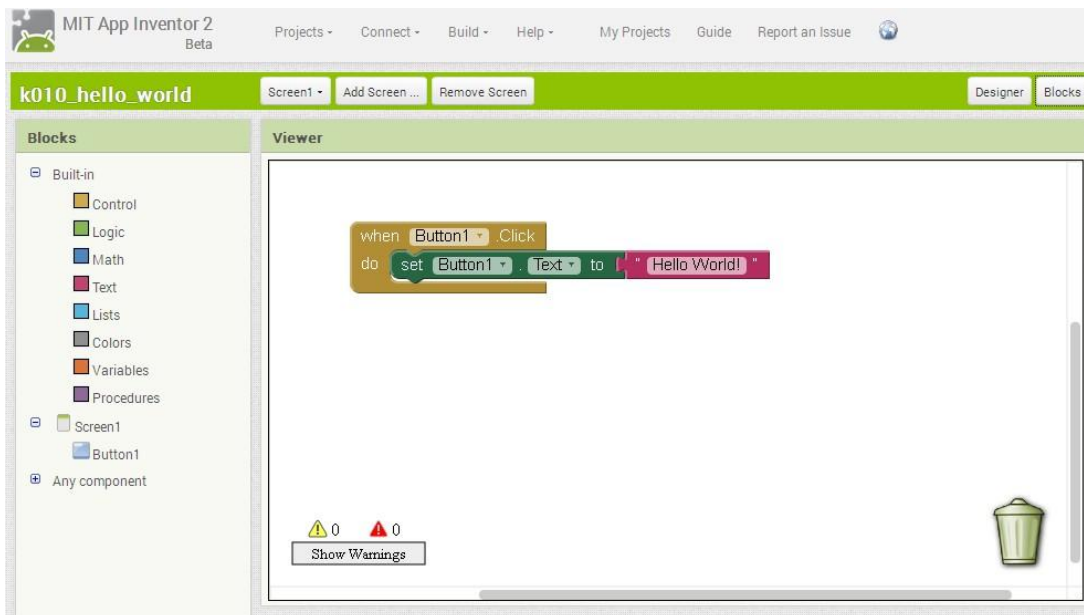 MIT App Inventor 2
Beta
Projects Connect Build Help My Projects Guide Report an Issue
k010_hello_world Screen1 Add Screen ... Remove Screen Designer Blocks
Blocks
Viewer
Built-in
Control
Logic
Math
Text
Lists
Colors
Variables
Procedures
Screen1
Button1
Any component
when Button1 .Click
do set Button1 . Text to " Hello World! "
0 0
Show Warnings